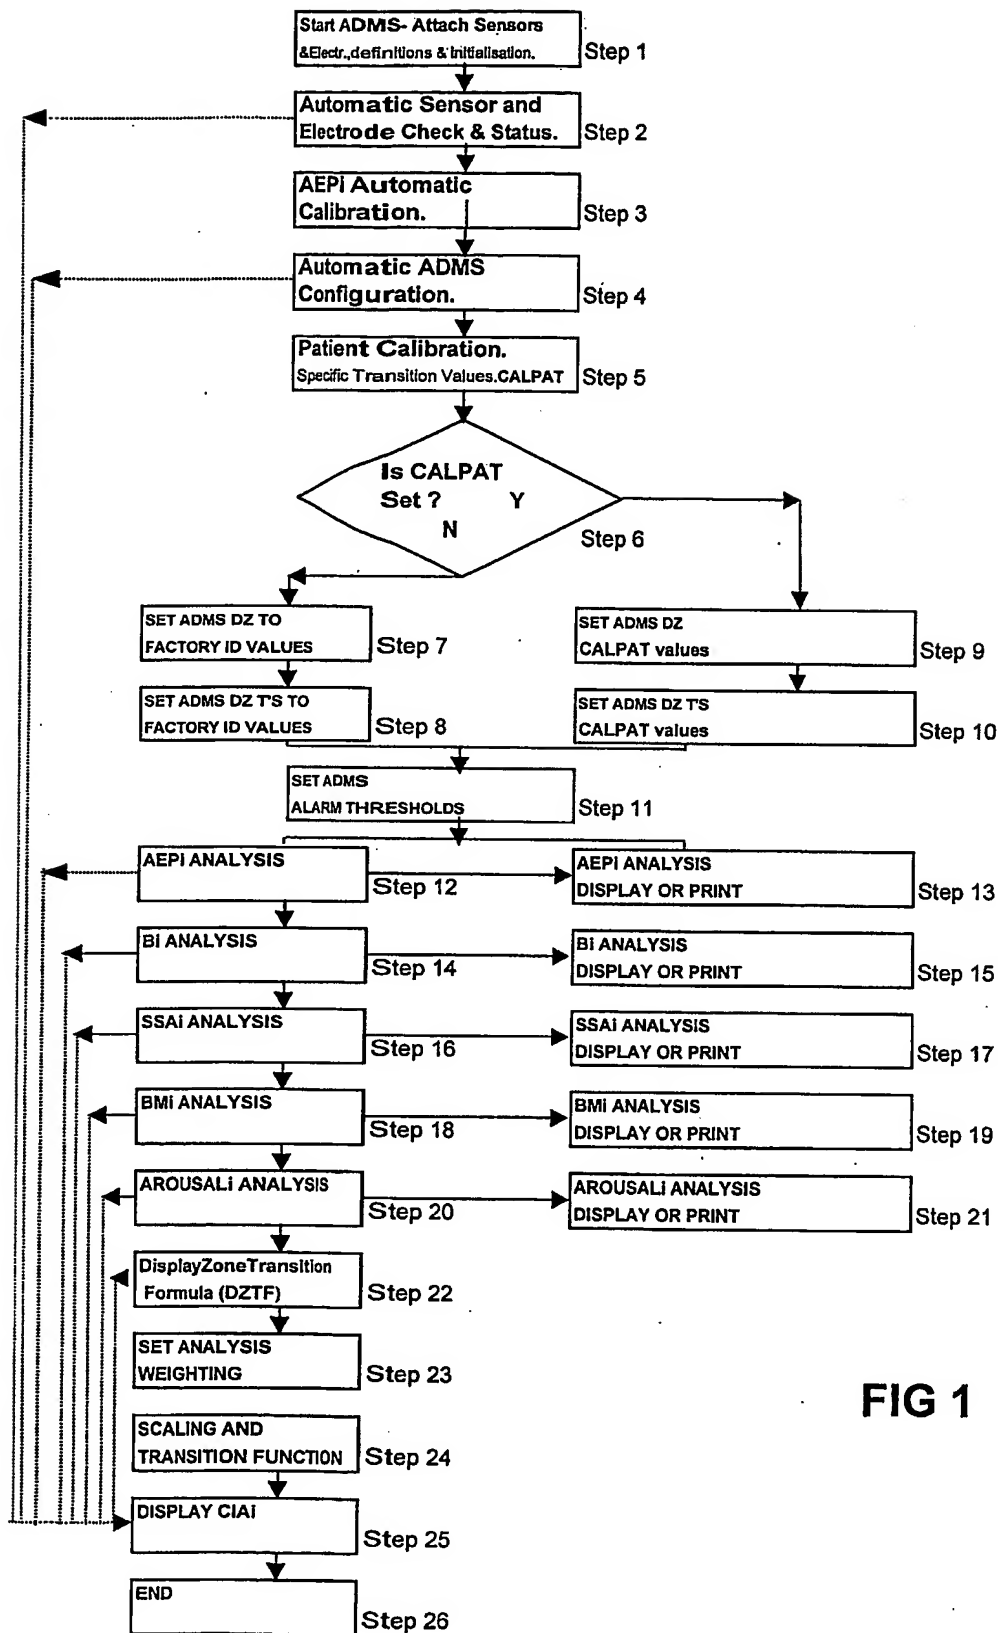 Start ADMS- Attach Sensors
&Electr.,definitions & Initialisation.
Step 1
Automatic Sensor and
Electrode Check & Status.
Step 2
AEPi Automatic
Calibration.
Step 3
Automatic ADMS
Configuration.
Step 4
Patient Calibration.
Specific Transition Values.CALPAT
Step 5
Is CALPAT
Set ? Y
N
Step 6
SET ADMS DZ TO
FACTORY ID VALUES
Step 7
SET ADMS DZ
CALPAT values
Step 9
SET ADMS DZ T'S TO
FACTORY ID VALUES
Step 8
SET ADMS DZ T'S
CALPAT values
Step 10
SET ADMS
ALARM THRESHOLDS
Step 11
AEPi ANALYSIS
Step 12
AEPi ANALYSIS
DISPLAY OR PRINT
Step 13
Bi ANALYSIS
Step 14
Bi ANALYSIS
DISPLAY OR PRINT
Step 15
SSAi ANALYSIS
Step 16
SSAi ANALYSIS
DISPLAY OR PRINT
Step 17
BMi ANALYSIS
Step 18
BMi ANALYSIS
DISPLAY OR PRINT
Step 19
AROUSALi ANALYSIS
Step 20
AROUSALi ANALYSIS
DISPLAY OR PRINT
Step 21
DisplayZoneTransition
Formula (DZTF)
Step 22
SET ANALYSIS
WEIGHTING
Step 23
SCALING AND
TRANSITION FUNCTION
Step 24
DISPLAY CIAi
Step 25
END
Step 26
FIG 1